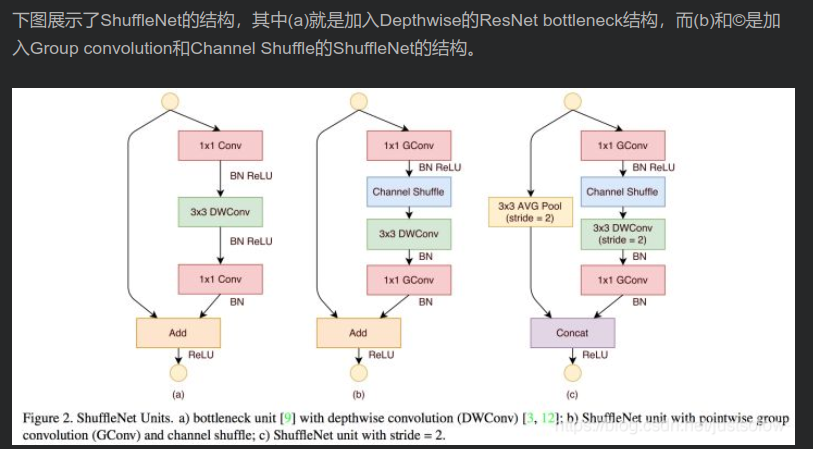 下图展示了ShuffleNet的结构，其中(a)就是加入Depthwise的ResNet bottleneck结构，而(b)和©是加
入Group convolution和Channel Shuffle的ShuffleNet的结构。
1x1 Conv
BN ReLU
3x3 DWConv
BN ReLU
1x1 Conv
BN
Add
ReLU
(a)
1x1 GConv
BN ReLU
Channel Shuffle
3x3 DWConv
BN
1x1 GConv
BN
Add
ReLU
(b)
3x3 AVG Pool
(stride = 2)
1x1 GConv
BN ReLU
Channel Shuffle
3x3 DWConv
(stride = 2)
BN
1x1 GConv
BN
Concat
ReLU
(c)
Figure 2. ShuffleNet Units. a) bottleneck unit [9] with depthwise convolution (DWConv) [3, 12]; b) ShuffleNet unit with pointwise group
convolution (GConv) and channel shuffle; c) ShuffleNet unit with stride = 2.